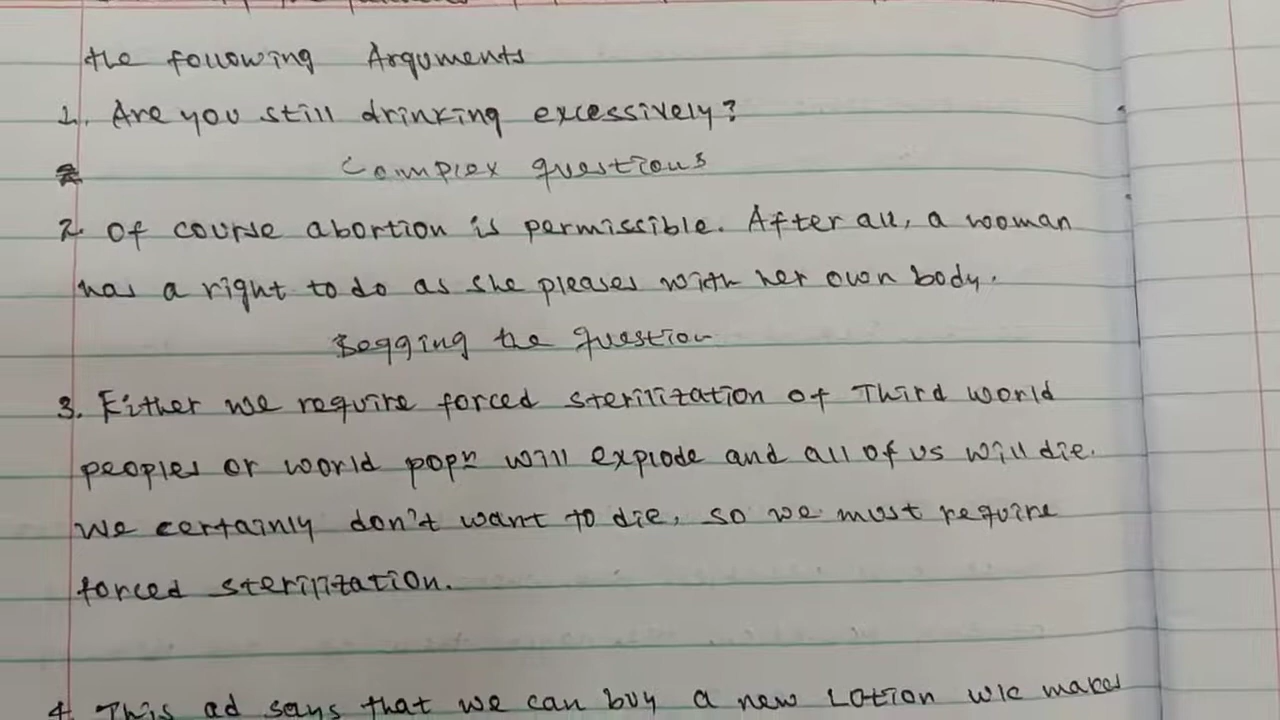 the following Arguments
1. Are you still drinking excessively?
Complex questions
2. Of course abortion is permissible. After all, a woman
has a right to do as she pleases with her own body.
Begging the question
3. Either we require forced sterilization of Third World
peoples or world popn will explode and all of us will die.
We certainly don't want to die, so we must require
forced sterilization.
4. This ad says that we can buy a new Lotion wic makes